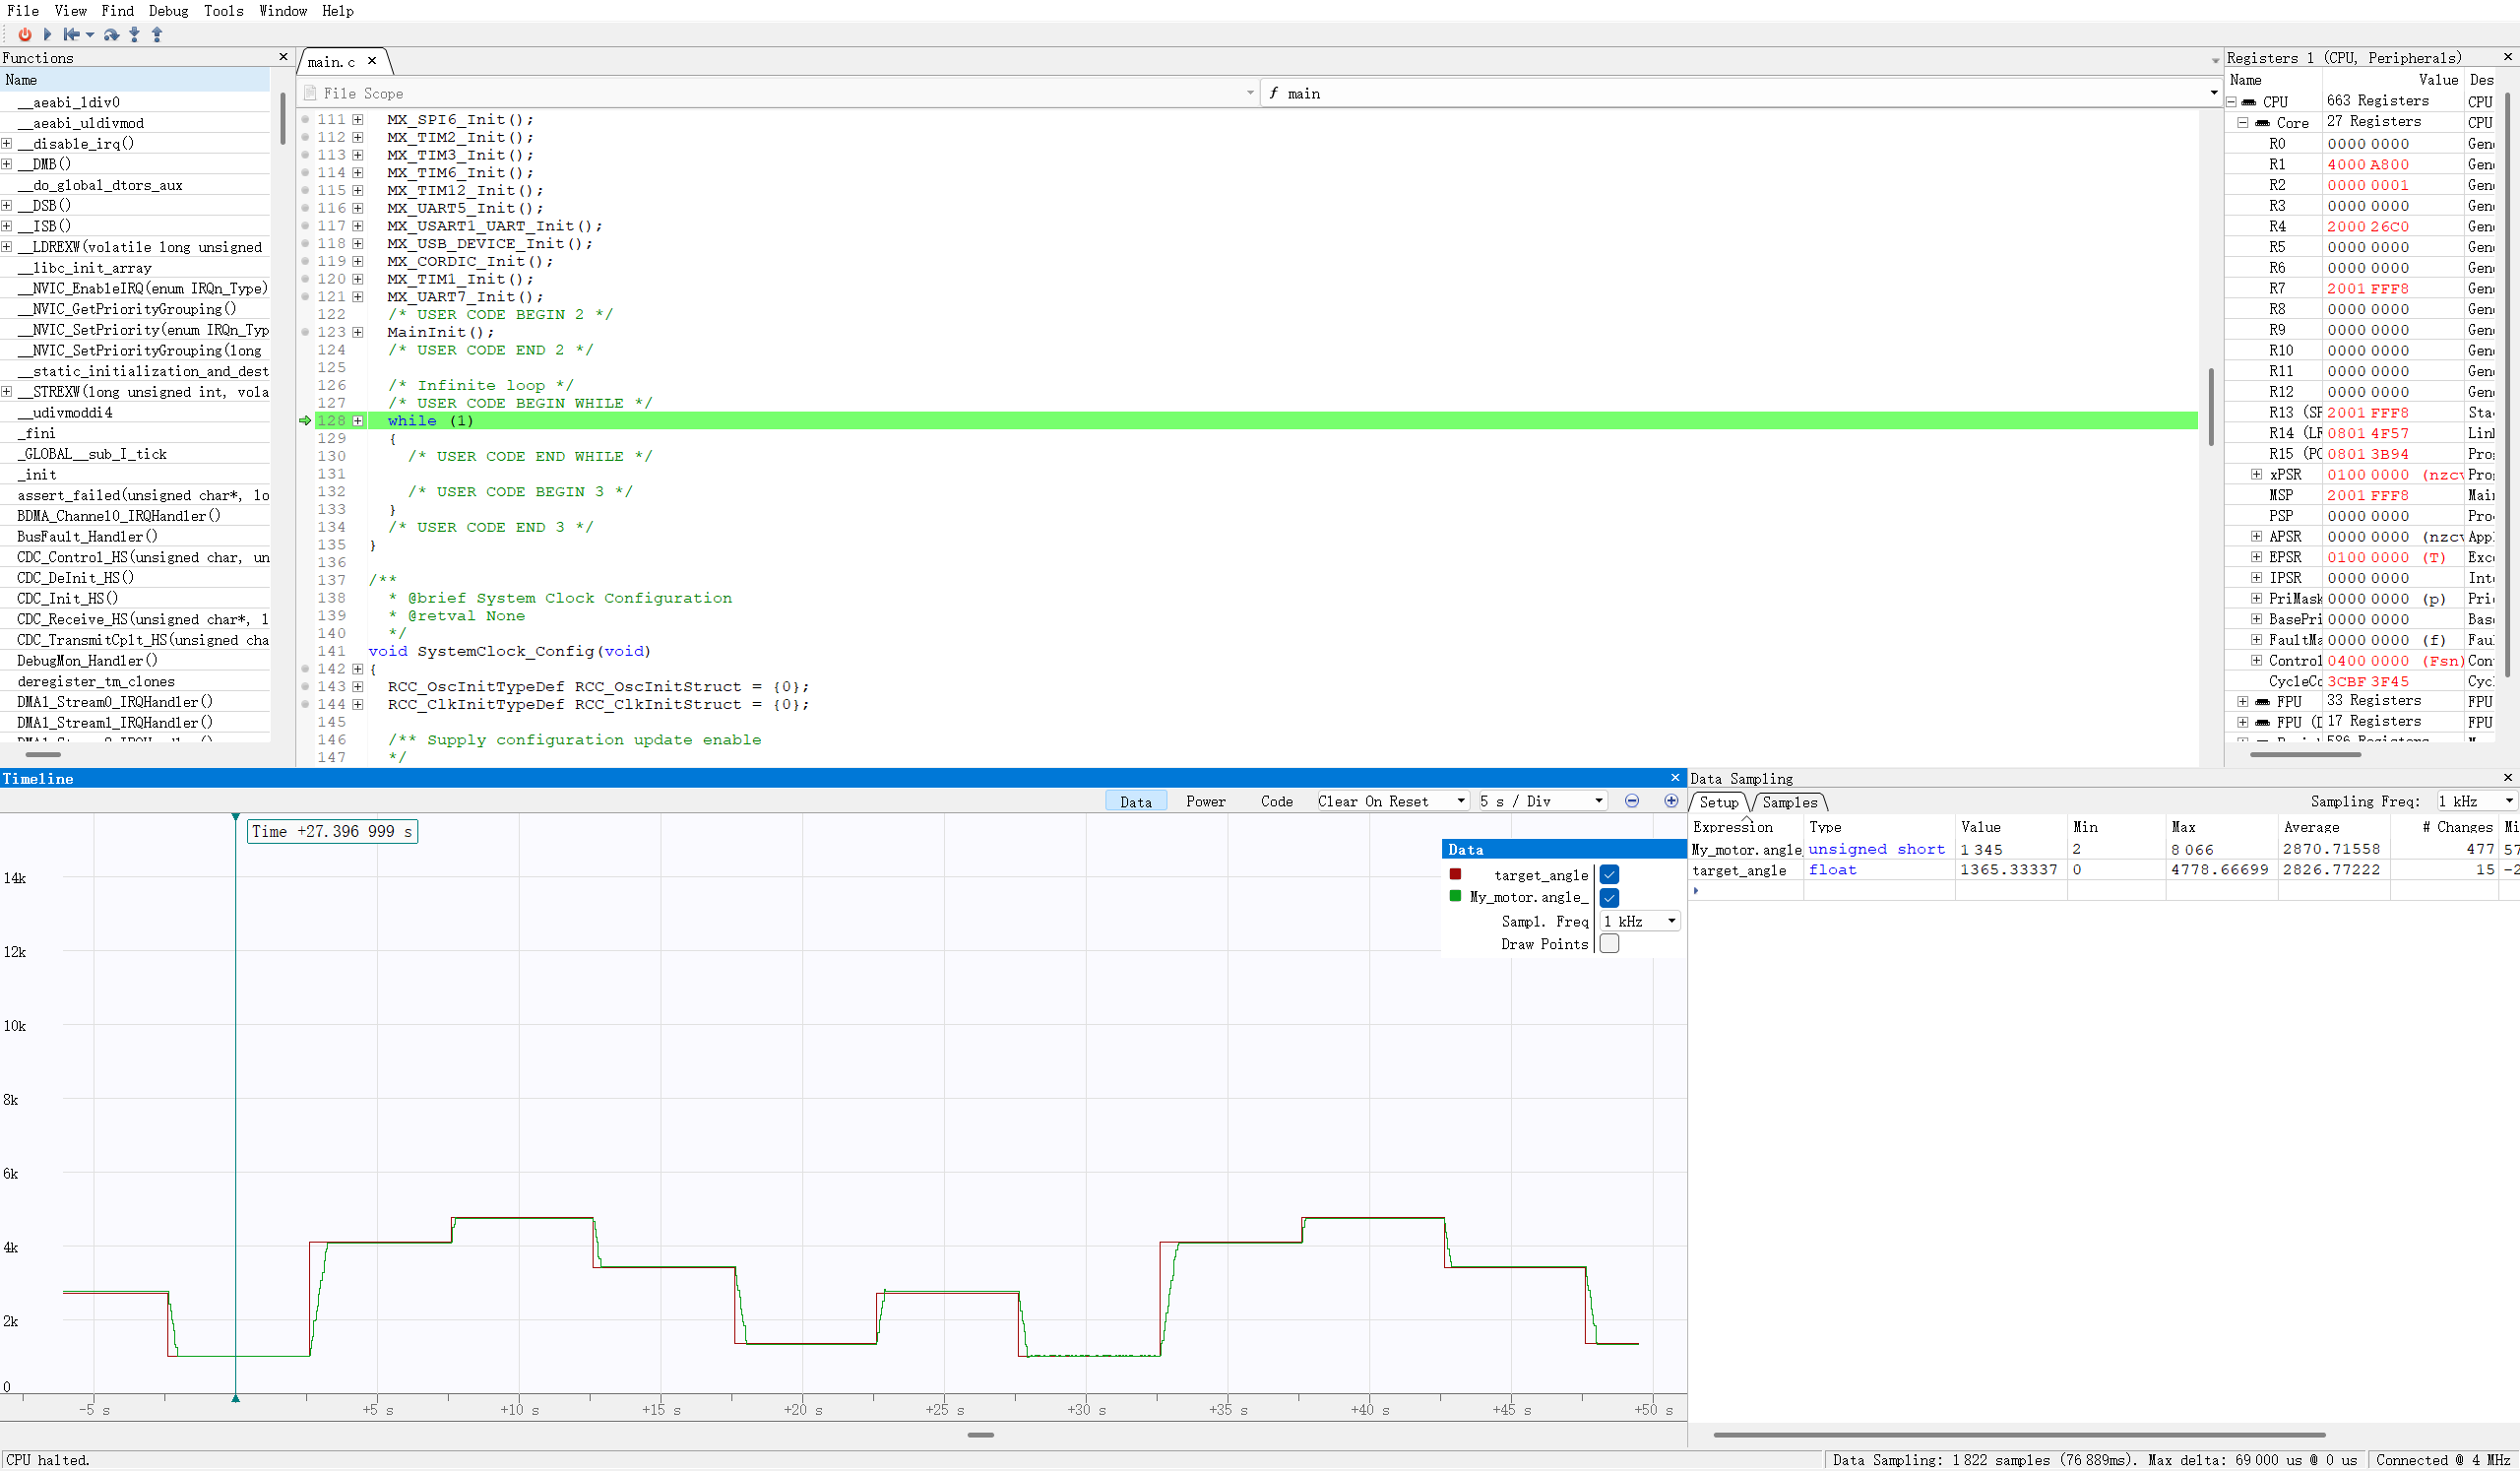 File View Find Debug Tools Window Help
Functions
Name
__aeabi_ldiv0
__aeabi_uldivmod
__disable_irq()
__DMB()
__do_global_dtors_aux
__DSB()
__ISB()
__LDREXW(volatile long unsigned
__libc_init_array
__NVIC_EnableIRQ(enum IRQn_Type)
__NVIC_GetPriorityGrouping()
__NVIC_SetPriority(enum IRQn_Typ
__NVIC_SetPriorityGrouping(long
__static_initialization_and_dest
__STREXW(long unsigned int, vola
__udivmoddi4
_fini
_GLOBAL__sub_I_tick
_init
assert_failed(unsigned char*, lo
BDMA_Channel0_IRQHandler()
BusFault_Handler()
CDC_Control_HS(unsigned char, un
CDC_DeInit_HS()
CDC_Init_HS()
CDC_Receive_HS(unsigned char*, l
CDC_TransmitCplt_HS(unsigned cha
DebugMon_Handler()
deregister_tm_clones
DMA1_Stream0_IRQHandler()
DMA1_Stream1_IRQHandler()
main.c
File Scope
f main
111 MX_SPI6_Init();
112 MX_TIM2_Init();
113 MX_TIM3_Init();
114 MX_TIM6_Init();
115 MX_TIM12_Init();
116 MX_UART5_Init();
117 MX_USART1_UART_Init();
118 MX_USB_DEVICE_Init();
119 MX_CORDIC_Init();
120 MX_TIM1_Init();
121 MX_UART7_Init();
122 /* USER CODE BEGIN 2 */
123 MainInit();
124 /* USER CODE END 2 */
125
126 /* Infinite loop */
127 /* USER CODE BEGIN WHILE */
128 while (1)
129 {
130 /* USER CODE END WHILE */
131
132 /* USER CODE BEGIN 3 */
133 }
134 /* USER CODE END 3 */
135 }
136
137 /**
138 * @brief System Clock Configuration
139 * @retval None
140 */
141 void SystemClock_Config(void)
142 {
143 RCC_OscInitTypeDef RCC_OscInitStruct = {0};
144 RCC_ClkInitTypeDef RCC_ClkInitStruct = {0};
145
146 /** Supply configuration update enable
147 */
Registers 1 (CPU, Peripherals)
Name Value Des
CPU 663 Registers CPU
Core 27 Registers CPU
R0 0000 0000 Gen
R1 4000 A800 Gen
R2 0000 0001 Gen
R3 0000 0000 Gen
R4 2000 26C0 Gen
R5 0000 0000 Gen
R6 0000 0000 Gen
R7 2001 FFF8 Gen
R8 0000 0000 Gen
R9 0000 0000 Gen
R10 0000 0000 Gen
R11 0000 0000 Gen
R12 0000 0000 Gen
R13 (SP 2001 FFF8 Sta
R14 (LR 0801 4F57 Lin
R15 (PC 0801 3B94 Pro
xPSR 0100 0000 (nzcv Pro
MSP 2001 FFF8 Mai
PSP 0000 0000 Pro
APSR 0000 0000 (nzcv App
EPSR 0100 0000 (T) Exc
IPSR 0000 0000 Int
PriMask 0000 0000 (p) Pri
BasePri 0000 0000 Bas
FaultMa 0000 0000 (f) Fau
Control 0400 0000 (Fsn) Con
CycleCo 3CBF 3F45 Cyc
FPU 33 Registers FPU
FPU (D 17 Registers FPU
Timeline
Data Power Code Clear On Reset 5 s / Div
Time +27.396 999 s
14k
12k
10k
8k
6k
4k
2k
0
-5 s +5 s +10 s +15 s +20 s +25 s +30 s +35 s +40 s +45 s +50 s
Data
target_angle
My_motor.angle_
Sampl. Freq 1 kHz
Draw Points
Data Sampling
Setup Samples Sampling Freq: 1 kHz
Expression Type Value Min Max Average # Changes Mi
My_motor.angle_ unsigned short 1 345 2 8 066 2870.71558 477 57
target_angle float 1365.33337 0 4778.66699 2826.77222 15 -2
CPU halted.
Data Sampling: 1 822 samples (76 889ms). Max delta: 69 000 us @ 0 us
Connected @ 4 MHz